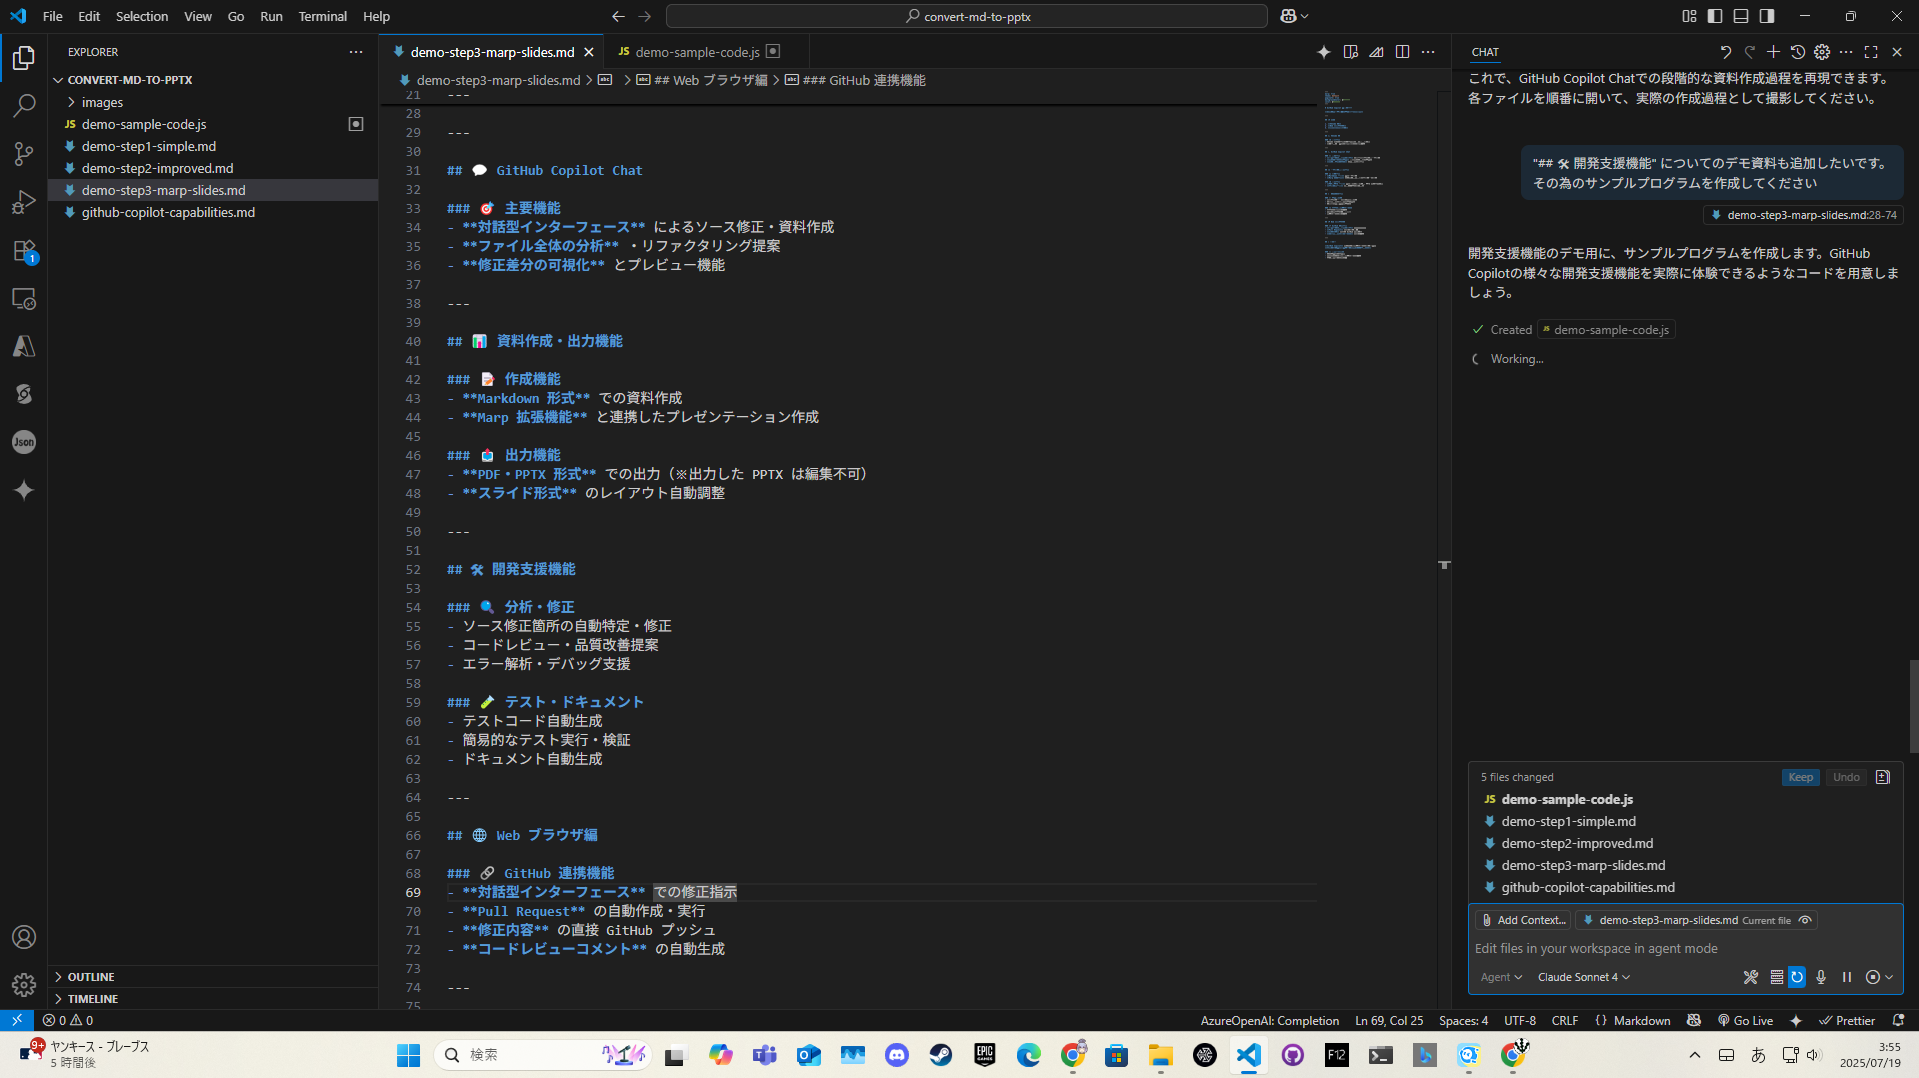 File Edit Selection View Go Run Terminal Help
convert-md-to-pptx
EXPLORER
CONVERT-MD-TO-PPTX
images
JS demo-sample-code.js
demo-step1-simple.md
demo-step2-improved.md
demo-step3-marp-slides.md
github-copilot-capabilities.md
1
Json
OUTLINE
TIMELINE
demo-step3-marp-slides.md
JS demo-sample-code.js
demo-step3-marp-slides.md > abc > abc ## Web ブラウザ編 > abc ### GitHub 連携機能
21 ---
28
29 ---
30
31 ## 💬 GitHub Copilot Chat
32
33 ### 🎯 主要機能
34 - **対話型インターフェース** によるソース修正・資料作成
35 - **ファイル全体の分析** ・リファクタリング提案
36 - **修正差分の可視化** とプレビュー機能
37
38 ---
39
40 ## 📊 資料作成・出力機能
41
42 ### 📝 作成機能
43 - **Markdown 形式** での資料作成
44 - **Marp 拡張機能** と連携したプレゼンテーション作成
45
46 ### 📤 出力機能
47 - **PDF・PPTX 形式** での出力（※出力した PPTX は編集不可）
48 - **スライド形式** のレイアウト自動調整
49
50 ---
51
52 ## 🛠 開発支援機能
53
54 ### 🔍 分析・修正
55 - ソース修正箇所の自動特定・修正
56 - コードレビュー・品質改善提案
57 - エラー解析・デバッグ支援
58
59 ### 🧪 テスト・ドキュメント
60 - テストコード自動生成
61 - 簡易的なテスト実行・検証
62 - ドキュメント自動生成
63
64 ---
65
66 ## 🌐 Web ブラウザ編
67
68 ### 🔗 GitHub 連携機能
69 - **対話型インターフェース** での修正指示
70 - **Pull Request** の自動作成・実行
71 - **修正内容** の直接 GitHub プッシュ
72 - **コードレビューコメント** の自動生成
73
74 ---
75
CHAT
これで、GitHub Copilot Chatでの段階的な資料作成過程を再現できます。
各ファイルを順番に開いて、実際の作成過程として撮影してください。
"## 🛠 開発支援機能" についてのデモ資料も追加したいです。
その為のサンプルプログラムを作成してください
demo-step3-marp-slides.md:28-74
開発支援機能のデモ用に、サンプルプログラムを作成します。GitHub
Copilotの様々な開発支援機能を実際に体験できるようなコードを用意しま
しょう。
Created JS demo-sample-code.js
Working...
5 files changed Keep Undo
JS demo-sample-code.js
demo-step1-simple.md
demo-step2-improved.md
demo-step3-marp-slides.md
github-copilot-capabilities.md
Add Context... demo-step3-marp-slides.md Current file
Edit files in your workspace in agent mode
Agent Claude Sonnet 4
0 0
AzureOpenAI: Completion Ln 69, Col 25 Spaces: 4 UTF-8 CRLF {} Markdown Go Live Prettier
9+
ヤンキース - ブレーブス
5 時間後
検索
EPIC GAMES
F12
あ
3:55
2025/07/19